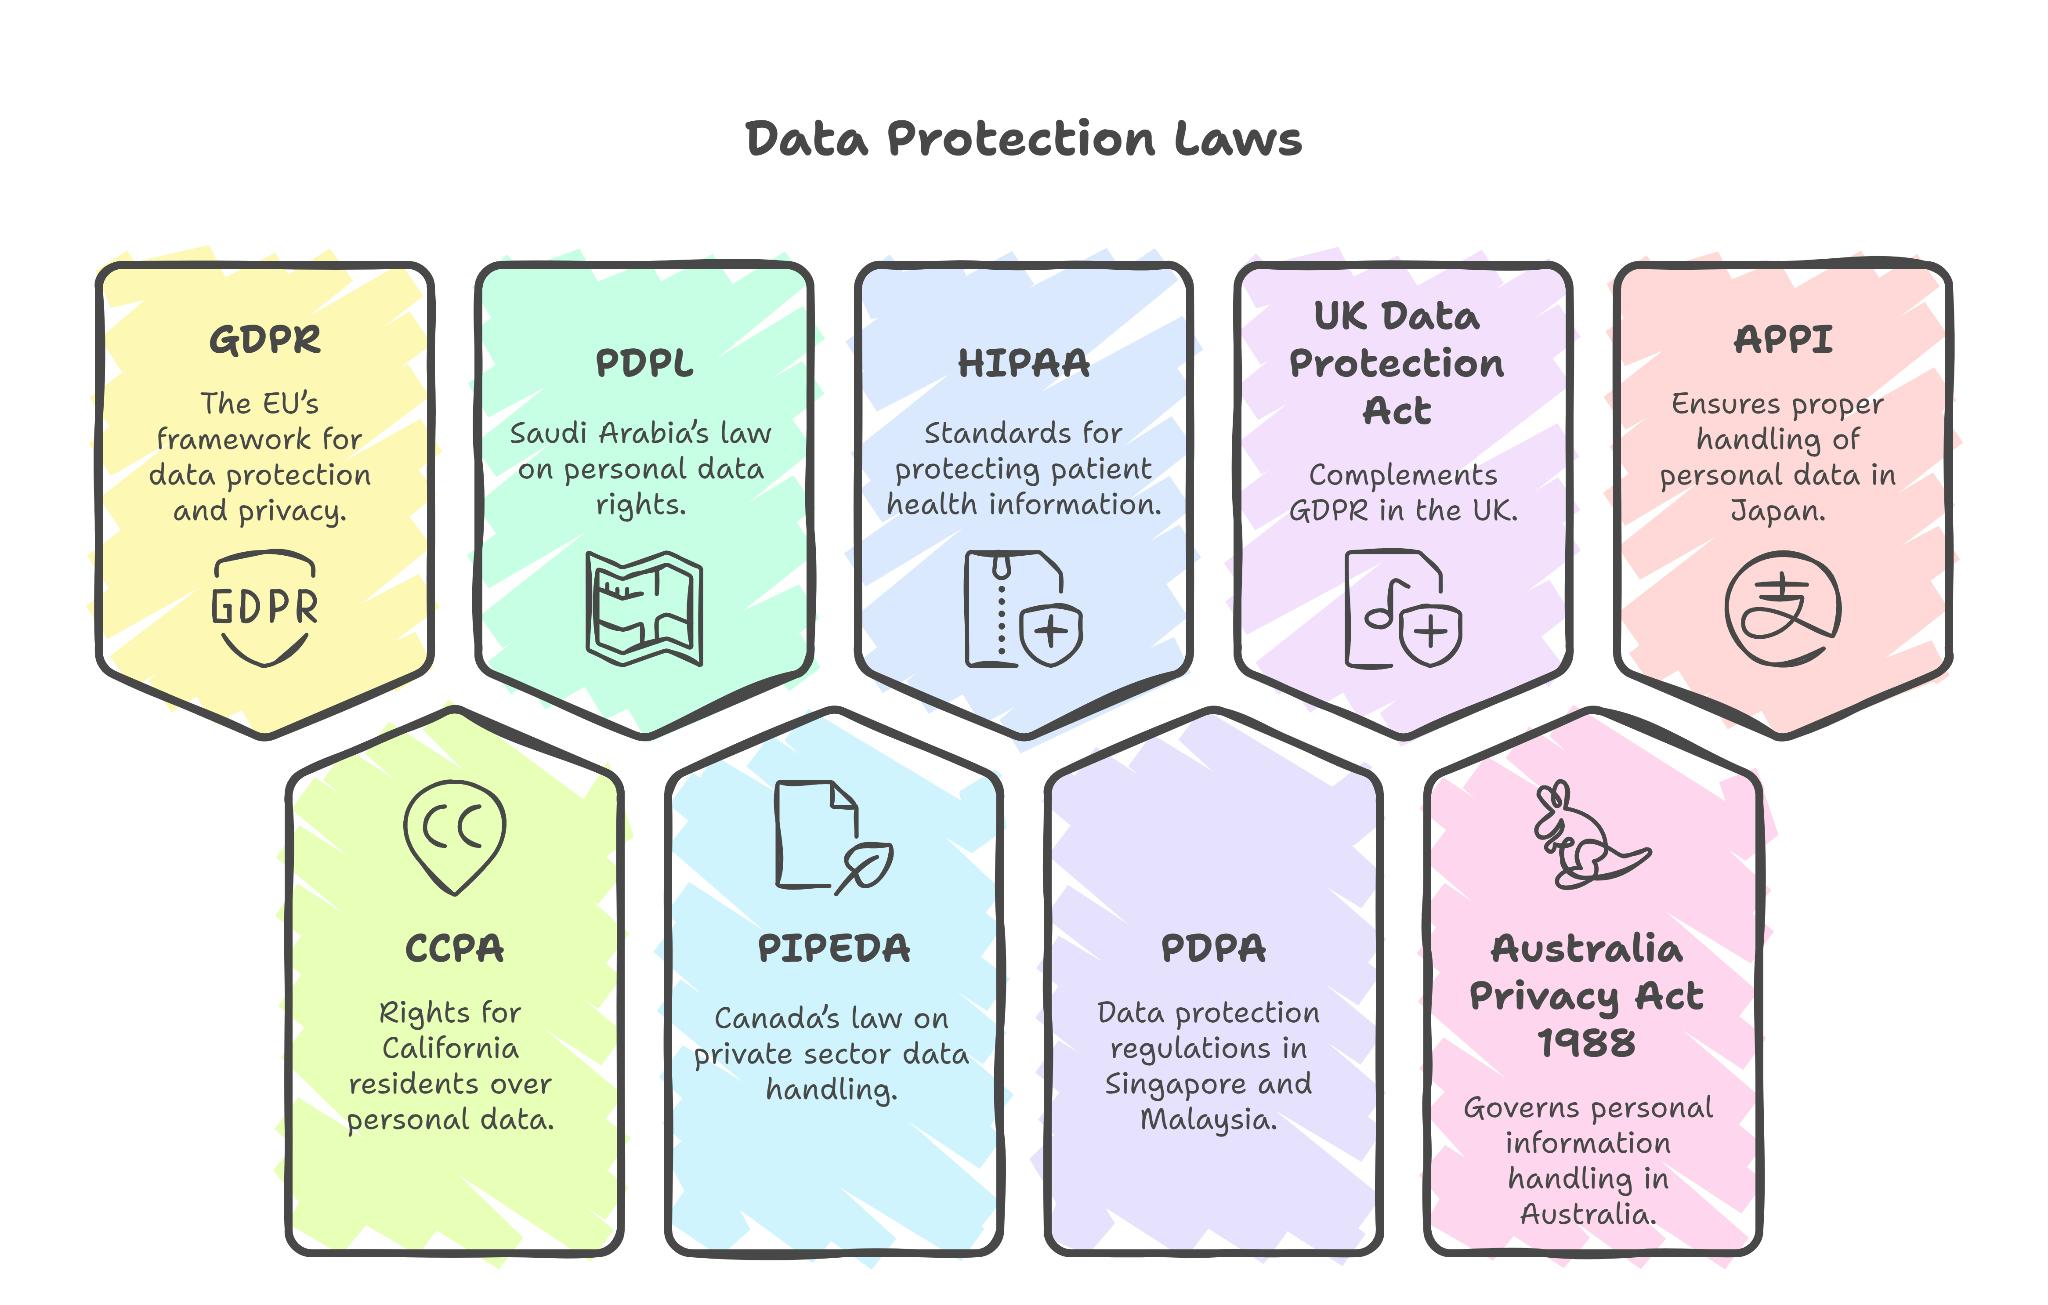 Data Protection Laws
GDPR
The EU's
framework for
data protection
and privacy.
GDPR
PDPL
Saudi Arabia's law
on personal data
rights.
HIPAA
Standards for
protecting patient
health information.
UK Data
Protection
Act
Complements
GDPR in the UK.
APPI
Ensures proper
handling of
personal data in
Japan.
支
CC
CCPA
Rights for
California
residents over
personal data.
PIPEDA
Canada's law on
private sector data
handling.
PDPA
Data protection
regulations in
Singapore and
Malaysia.
Australia
Privacy Act
1988
Governs personal
information
handling in
Australia.